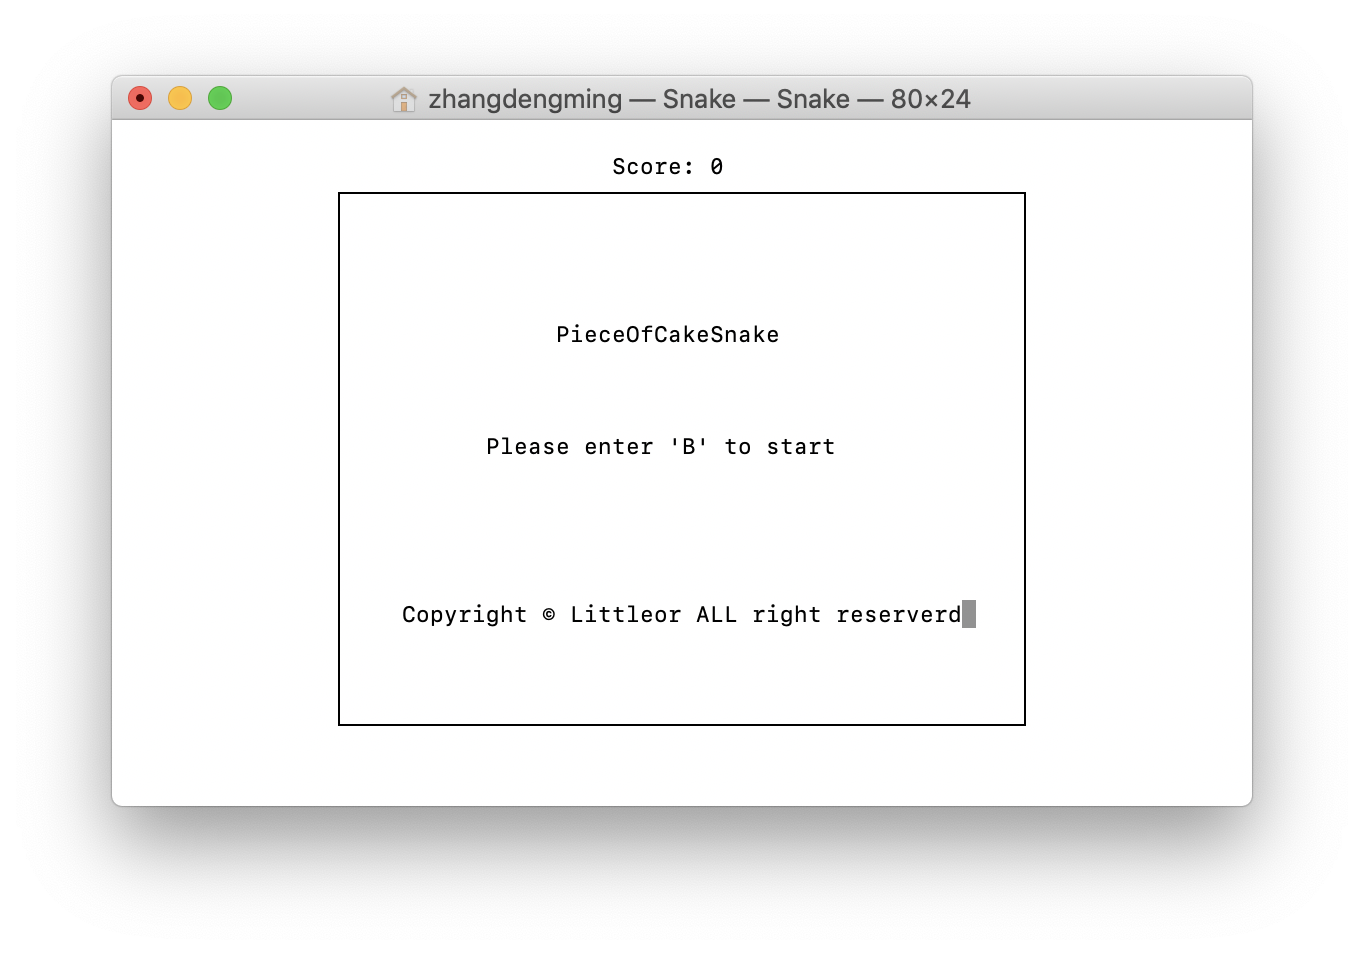 zhangdengming — Snake — Snake — 80×24
Score: 0
PieceOfCakeSnake
Please enter 'B' to start
Copyright © Littleor ALL right reserverd